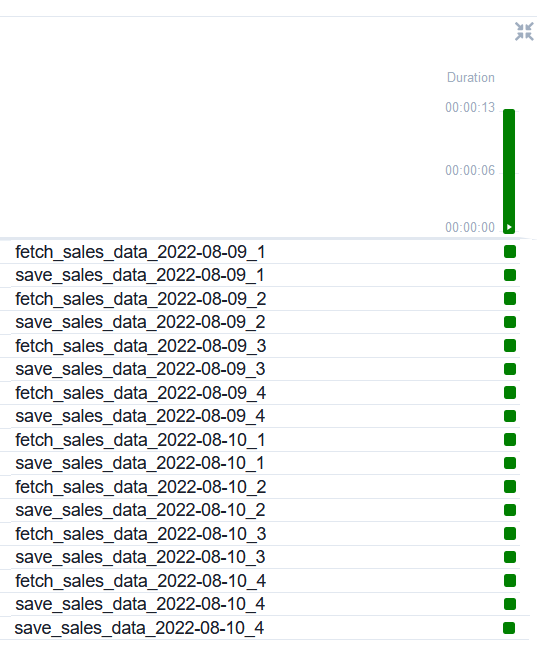 Duration
00:00:13
00:00:06
00:00:00
fetch_sales_data_2022-08-09_1
save_sales_data_2022-08-09_1
fetch_sales_data_2022-08-09_2
save_sales_data_2022-08-09_2
fetch_sales_data_2022-08-09_3
save_sales_data_2022-08-09_3
fetch_sales_data_2022-08-09_4
save_sales_data_2022-08-09_4
fetch_sales_data_2022-08-10_1
save_sales_data_2022-08-10_1
fetch_sales_data_2022-08-10_2
save_sales_data_2022-08-10_2
fetch_sales_data_2022-08-10_3
save_sales_data_2022-08-10_3
fetch_sales_data_2022-08-10_4
save_sales_data_2022-08-10_4
save_sales_data_2022-08-10_4